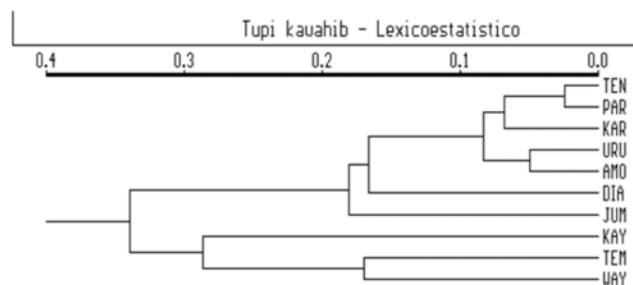 Tupi kauahib - Lexicoestatistico
0.4 0.3 0.2 0.1 0.0
TEN
PAR
KAR
URU
AMO
DIA
JUM
KAY
TEM
WAY